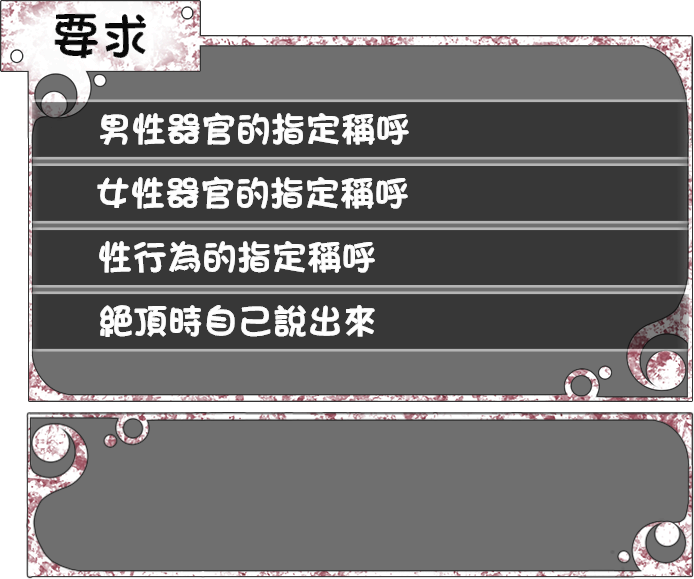 要求
男性器官的指定稱呼
女性器官的指定稱呼
性行為的指定稱呼
絕頂時自己說出來